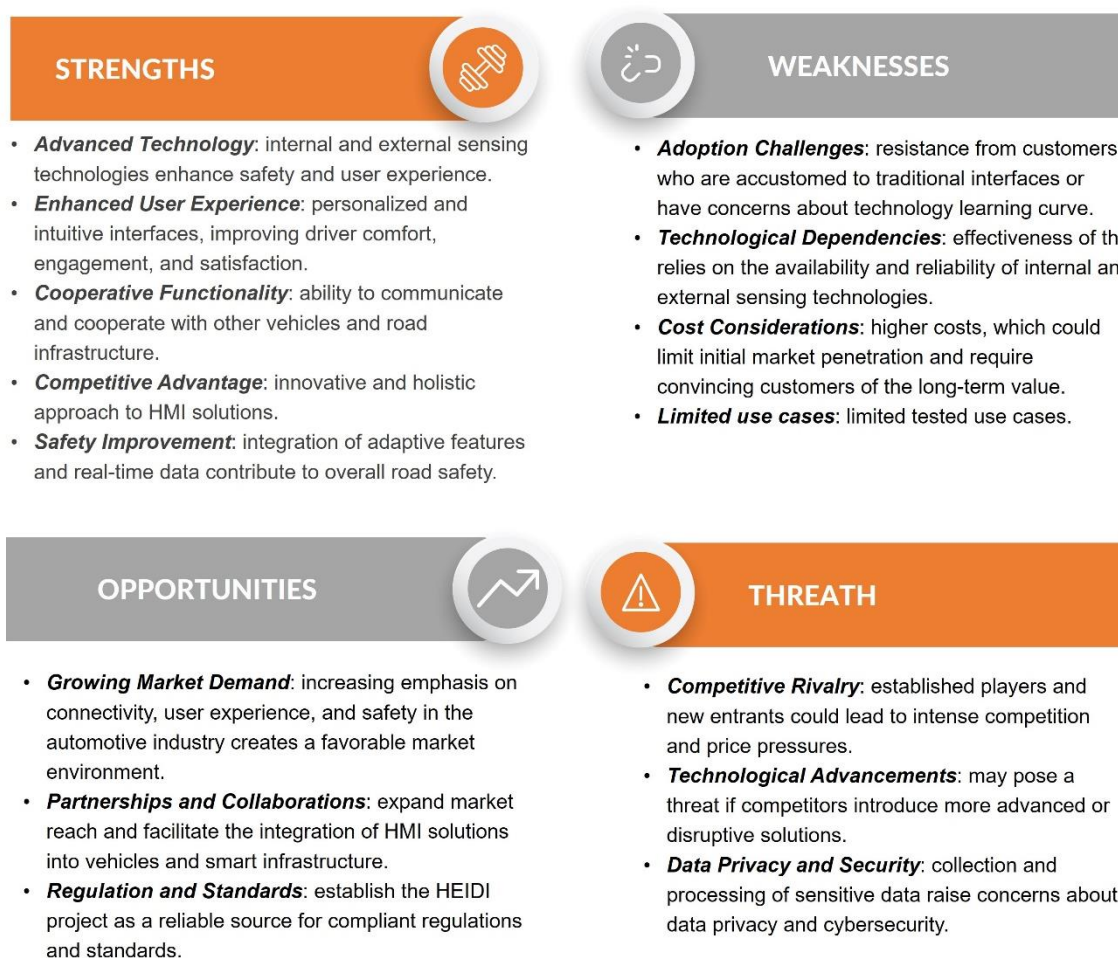 STRENGTHS
• Advanced Technology: internal and external sensing
technologies enhance safety and user experience.
• Enhanced User Experience: personalized and
intuitive interfaces, improving driver comfort,
engagement, and satisfaction.
• Cooperative Functionality: ability to communicate
and cooperate with other vehicles and road
infrastructure.
• Competitive Advantage: innovative and holistic
approach to HMI solutions.
• Safety Improvement: integration of adaptive features
and real-time data contribute to overall road safety.
WEAKNESSES
• Adoption Challenges: resistance from customers
who are accustomed to traditional interfaces or
have concerns about technology learning curve.
• Technological Dependencies: effectiveness of th
relies on the availability and reliability of internal an
external sensing technologies.
• Cost Considerations: higher costs, which could
limit initial market penetration and require
convincing customers of the long-term value.
• Limited use cases: limited tested use cases.
OPPORTUNITIES
• Growing Market Demand: increasing emphasis on
connectivity, user experience, and safety in the
automotive industry creates a favorable market
environment.
• Partnerships and Collaborations: expand market
reach and facilitate the integration of HMI solutions
into vehicles and smart infrastructure.
• Regulation and Standards: establish the HEIDI
project as a reliable source for compliant regulations
and standards.
THREATH
• Competitive Rivalry: established players and
new entrants could lead to intense competition
and price pressures.
• Technological Advancements: may pose a
threat if competitors introduce more advanced or
disruptive solutions.
• Data Privacy and Security: collection and
processing of sensitive data raise concerns about
data privacy and cybersecurity.